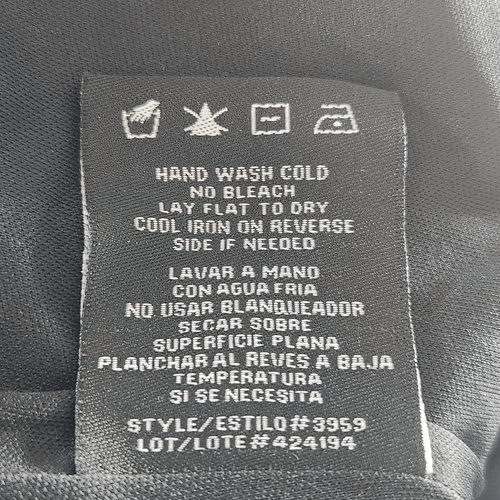 HAND WASH COLD
NO BLEACH
LAY FLAT TO DRY
COOL IRON ON REVERSE
SIDE IF NEEDED
LAVAR A MANO
CON AGUA FRIA
NO USAR BLANQUEADOR
SECAR SOBRE
SUPERFICIE PLANA
PLANCHAR AL REVES A BAJA
TEMPERATURA
SI SE NECESITA
STYLE/ESTILO#3959
LOT/LOTE#424194